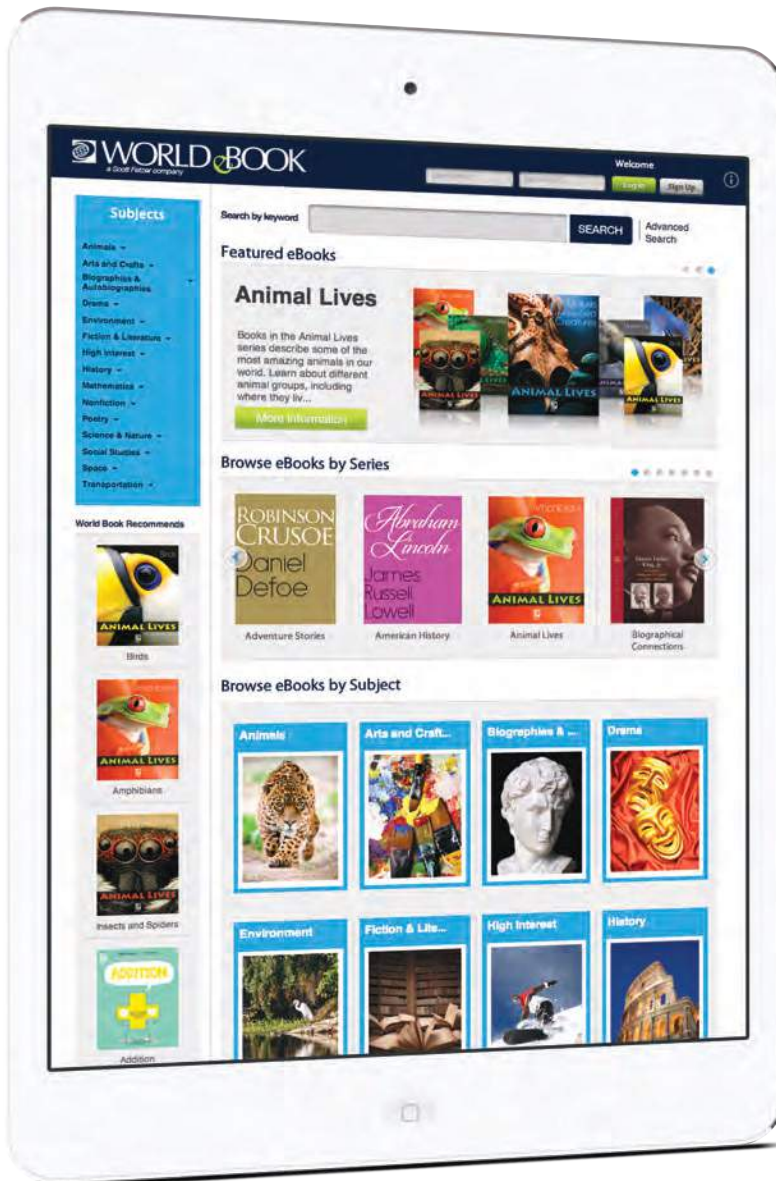 WORLD eBOOK
a Scott Fetzer company
Welcome
Log In
Sign Up
Subjects
Animals
Arts and Crafts
Biographies &
Autobiographies
Drama
Environment
Fiction & Literature
High Interest
History
Mathematics
Nonfiction
Poetry
Science & Nature
Social Studies
Space
Transportation
World Book Recommends
ANIMAL LIVES
Birds
ANIMAL LIVES
Amphibians
ANIMAL LIVES
Insects and Spiders
ADDITION
Addition
Search by keyword
SEARCH
Advanced
Search
Featured eBooks
Animal Lives
Books in the Animal Lives
series describe some of the
most amazing animals in our
world. Learn about different
animal groups, including
where they liv...
More Information
ANIMAL LIVES
ANIMAL LIVES
ANIMAL LIVES
Browse eBooks by Series
ROBINSON
CRUSOE
Daniel
Defoe
Adventure Stories
Abraham
Lincoln
James
Russell
Lowell
American History
ANIMAL LIVES
Animal Lives
Biographical
Connections
Browse eBooks by Subject
Animals
Arts and Craft...
Biographies & ...
Drama
Environment
Fiction & Lite...
High Interest
History